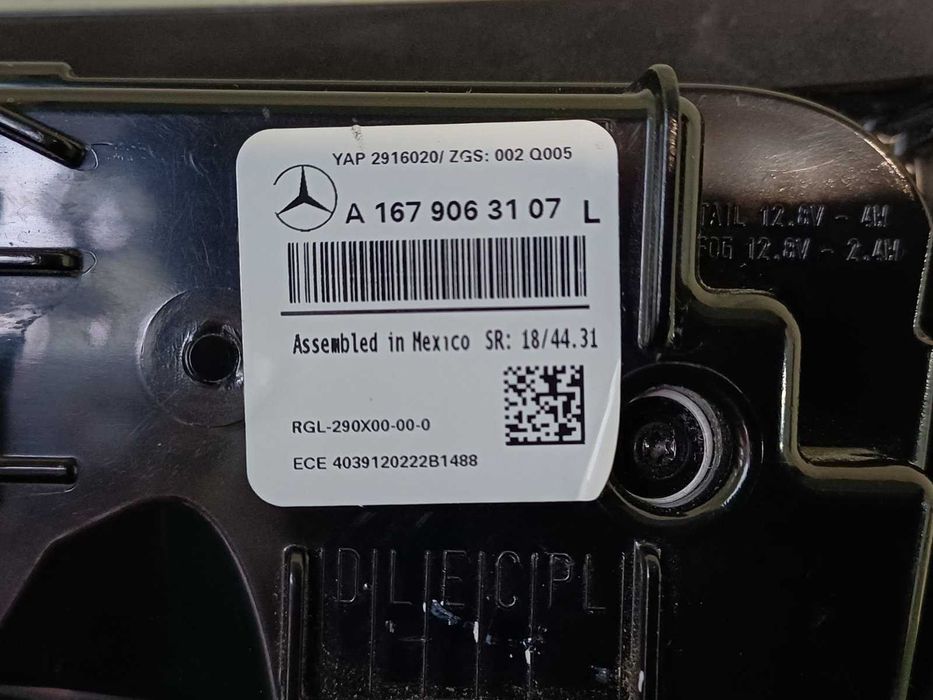 YAP 2916020/ ZGS: 002 Q005
A 167 906 31 07 L
TAIL 12.8V - 4W
FOG 12.8V - 2.4W
Assembled in Mexico SR: 18/44.31
RGL-290X00-00-0
ECE 4039120222B1488
D L E C P L